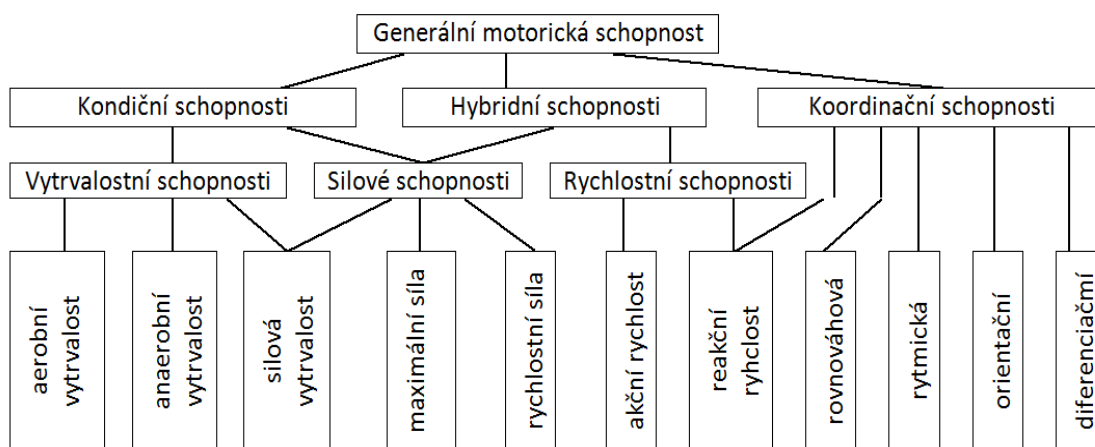 Generální motorická schopnost
Kondiční schopnosti
Hybridní schopnosti
Koordinační schopnosti
Vytrvalostní schopnosti
Silové schopnosti
Rychlostní schopnosti
aerobní
vytrvalost
anaerobní
vytrvalost
silová
vytrvalost
maximální síla
rychlostní síla
akční rychlost
reakční
ryhclost
rovnováhová
rytmická
orientační
diferenciačmí